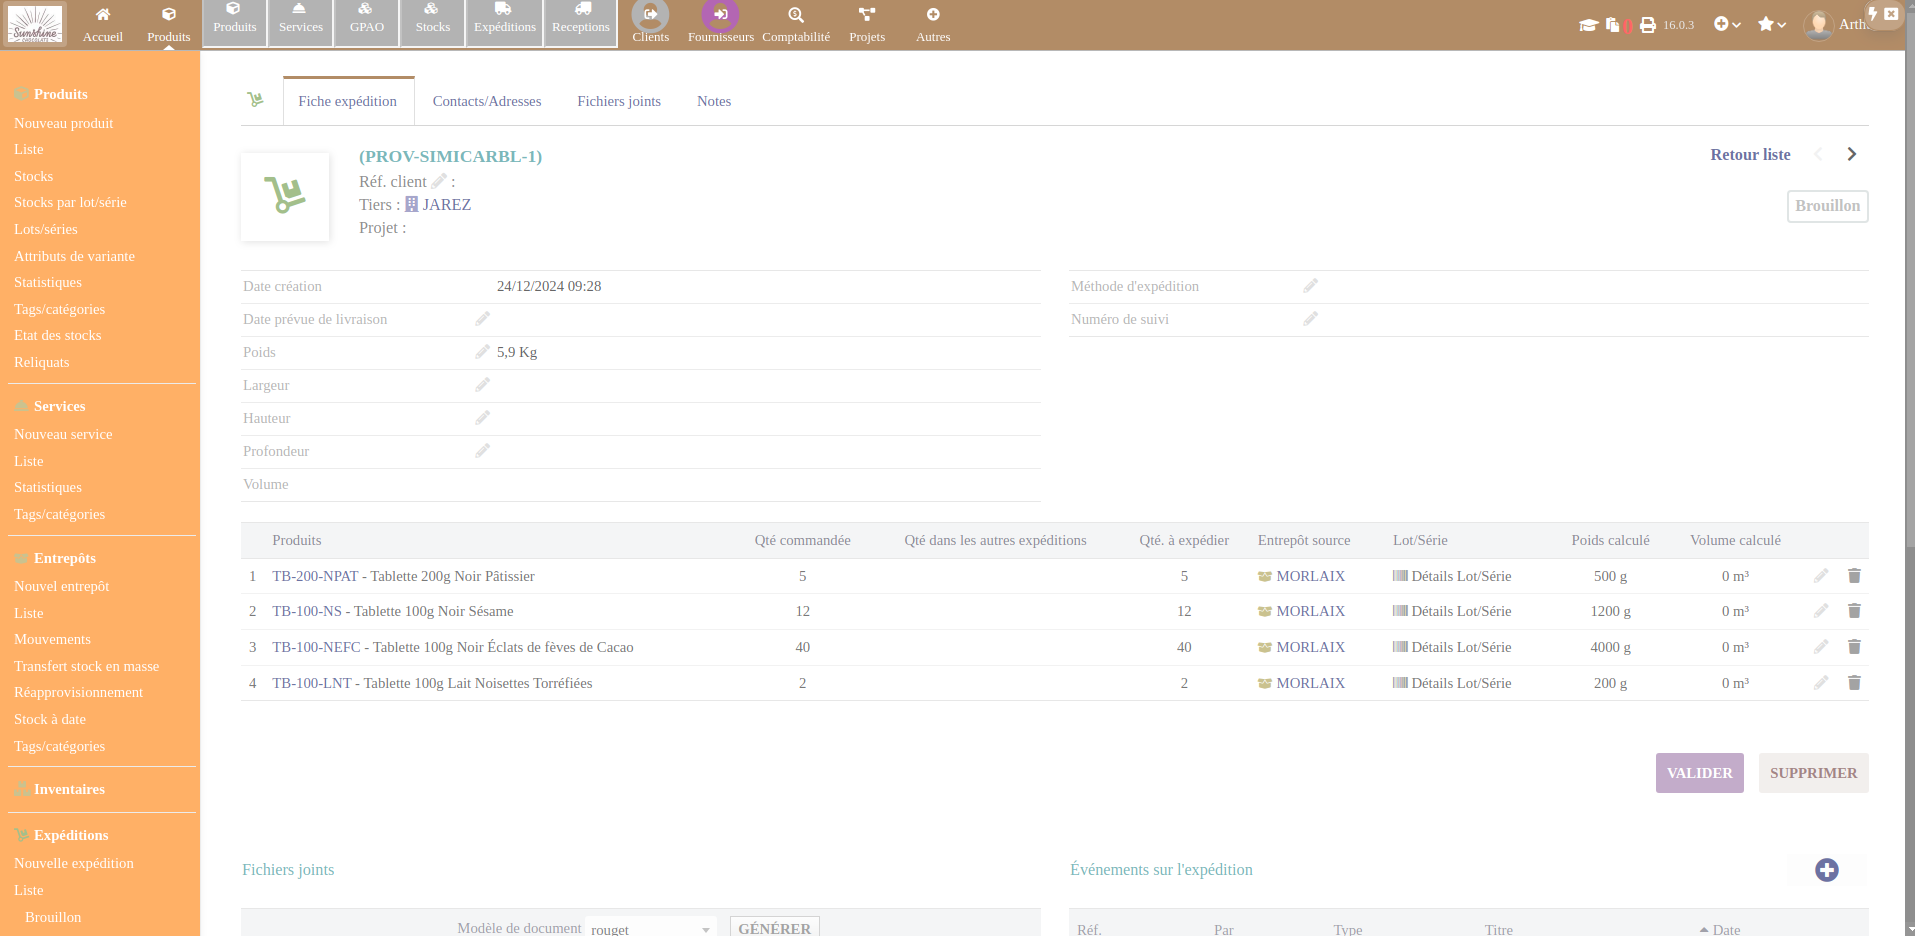 Sunshine
CHOCOLATS
Accueil
Produits
Produits
Services
GPAO
Stocks
Expéditions
Receptions
Clients
Fournisseurs
Comptabilité
Projets
Autres
0
16.0.3
Produits
Nouveau produit
Liste
Stocks
Stocks par lot/série
Lots/séries
Attributs de variante
Statistiques
Tags/catégories
Etat des stocks
Reliquats
Services
Nouveau service
Liste
Statistiques
Tags/catégories
Entrepôts
Nouvel entrepôt
Liste
Mouvements
Transfert stock en masse
Réapprovisionnement
Stock à date
Tags/catégories
Inventaires
Expéditions
Nouvelle expédition
Liste
Brouillon
Fiche expédition Contacts/Adresses Fichiers joints Notes
(PROV-SIMICARBL-1)
Réf. client :
Tiers : JAREZ
Projet :
Retour liste
Brouillon
Date création 24/12/2024 09:28
Date prévue de livraison
Poids 5,9 Kg
Largeur
Hauteur
Profondeur
Volume
Méthode d'expédition
Numéro de suivi
Produits Qté commandée Qté dans les autres expéditions Qté. à expédier Entrepôt source Lot/Série Poids calculé Volume calculé
1 TB-200-NPAT - Tablette 200g Noir Pâtissier 5 5 MORLAIX Détails Lot/Série 500 g 0 m³
2 TB-100-NS - Tablette 100g Noir Sésame 12 12 MORLAIX Détails Lot/Série 1200 g 0 m³
3 TB-100-NEFC - Tablette 100g Noir Éclats de fèves de Cacao 40 40 MORLAIX Détails Lot/Série 4000 g 0 m³
4 TB-100-LNT - Tablette 100g Lait Noisettes Torréfiées 2 2 MORLAIX Détails Lot/Série 200 g 0 m³
VALIDER SUPPRIMER
Fichiers joints
Modèle de document rouget GÉNÉRER
Événements sur l'expédition
Réf. Par Type Titre Date